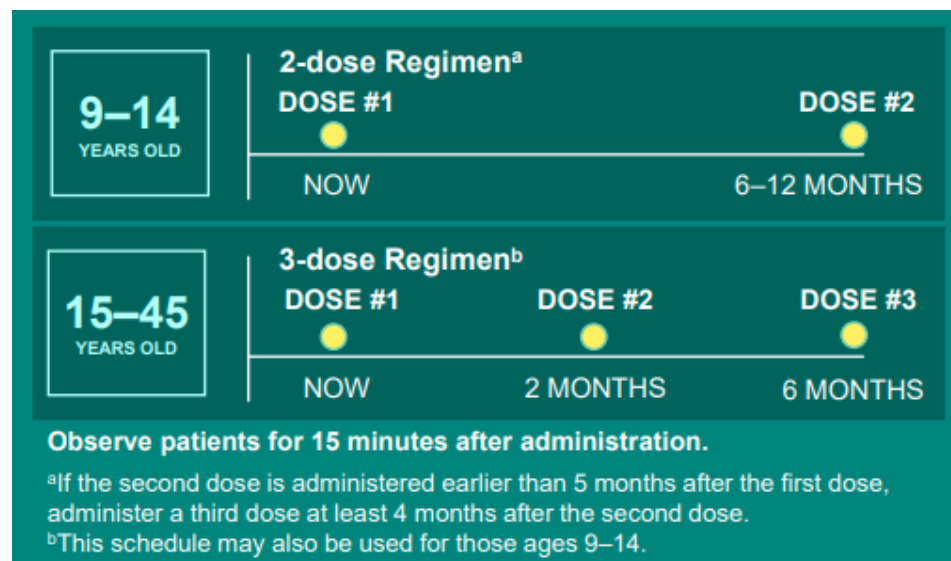 9–14
YEARS OLD
2-dose Regimenᵃ
DOSE #1
DOSE #2
NOW
6–12 MONTHS
15–45
YEARS OLD
3-dose Regimenᵇ
DOSE #1
DOSE #2
DOSE #3
NOW
2 MONTHS
6 MONTHS
Observe patients for 15 minutes after administration.
ᵃIf the second dose is administered earlier than 5 months after the first dose,
administer a third dose at least 4 months after the second dose.
ᵇThis schedule may also be used for those ages 9–14.